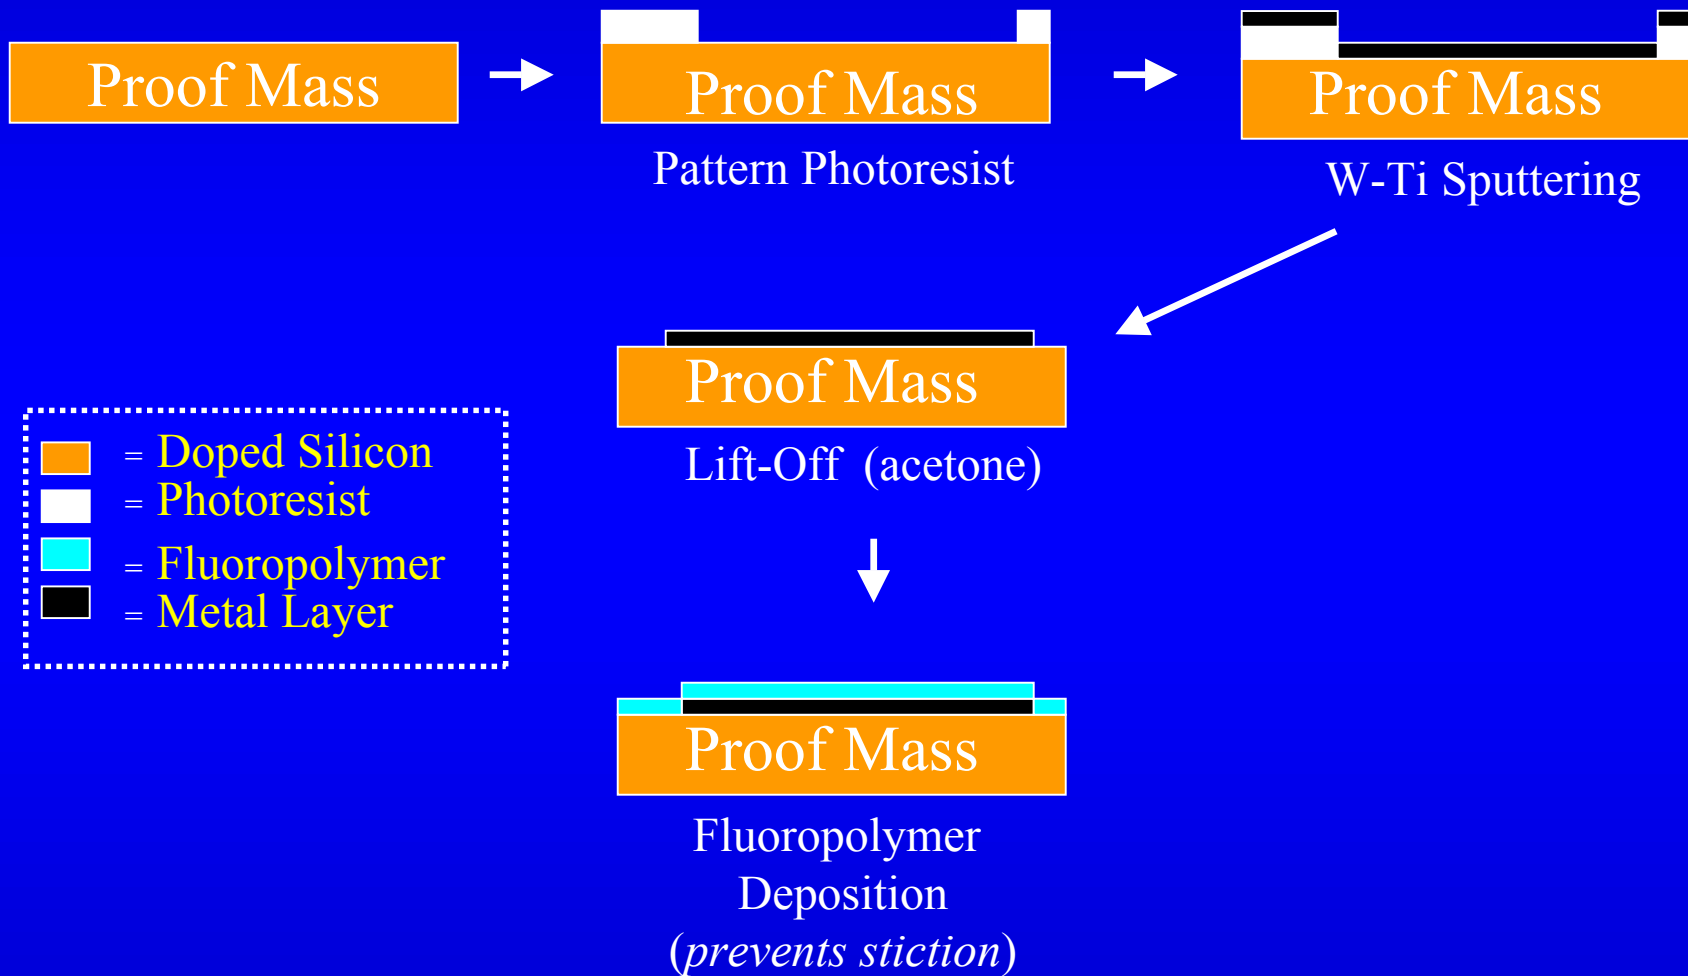 Proof Mass
Proof Mass
Pattern Photoresist
Proof Mass
W-Ti Sputtering
Proof Mass
Lift-Off (acetone)
= Doped Silicon
= Photoresist
= Fluoropolymer
= Metal Layer
Proof Mass
Fluoropolymer
Deposition
(prevents stiction)